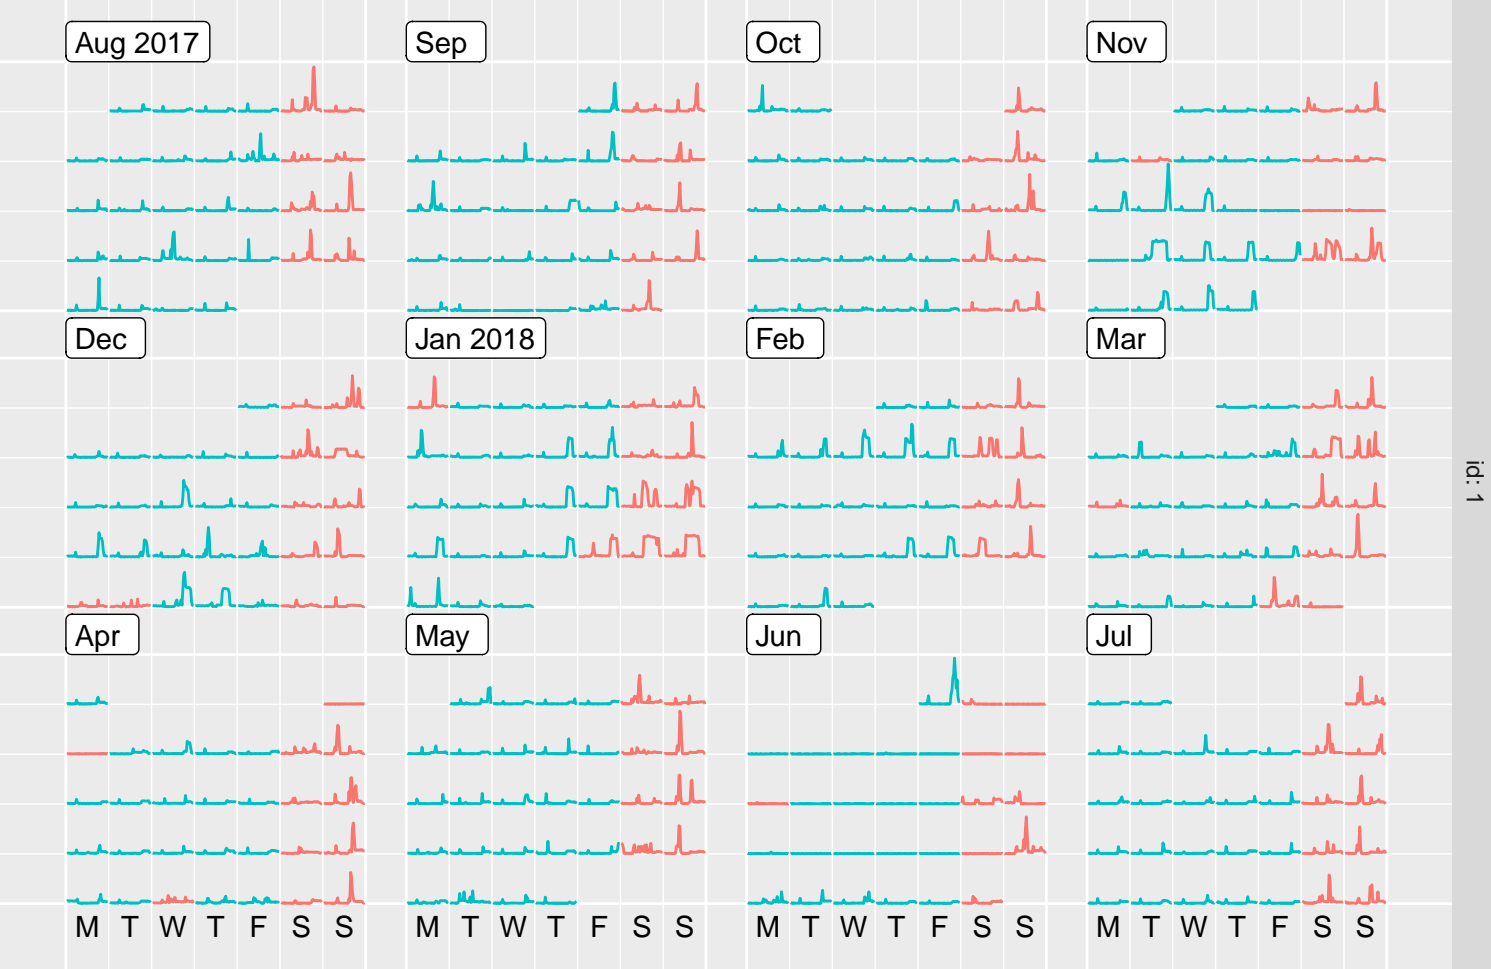 Aug 2017
Sep
Oct
Nov
Dec
Jan 2018
Feb
Mar
Apr
May
Jun
Jul
M T W T F S S M T W T F S S M T W T F S S M T W T F S S
id: 1